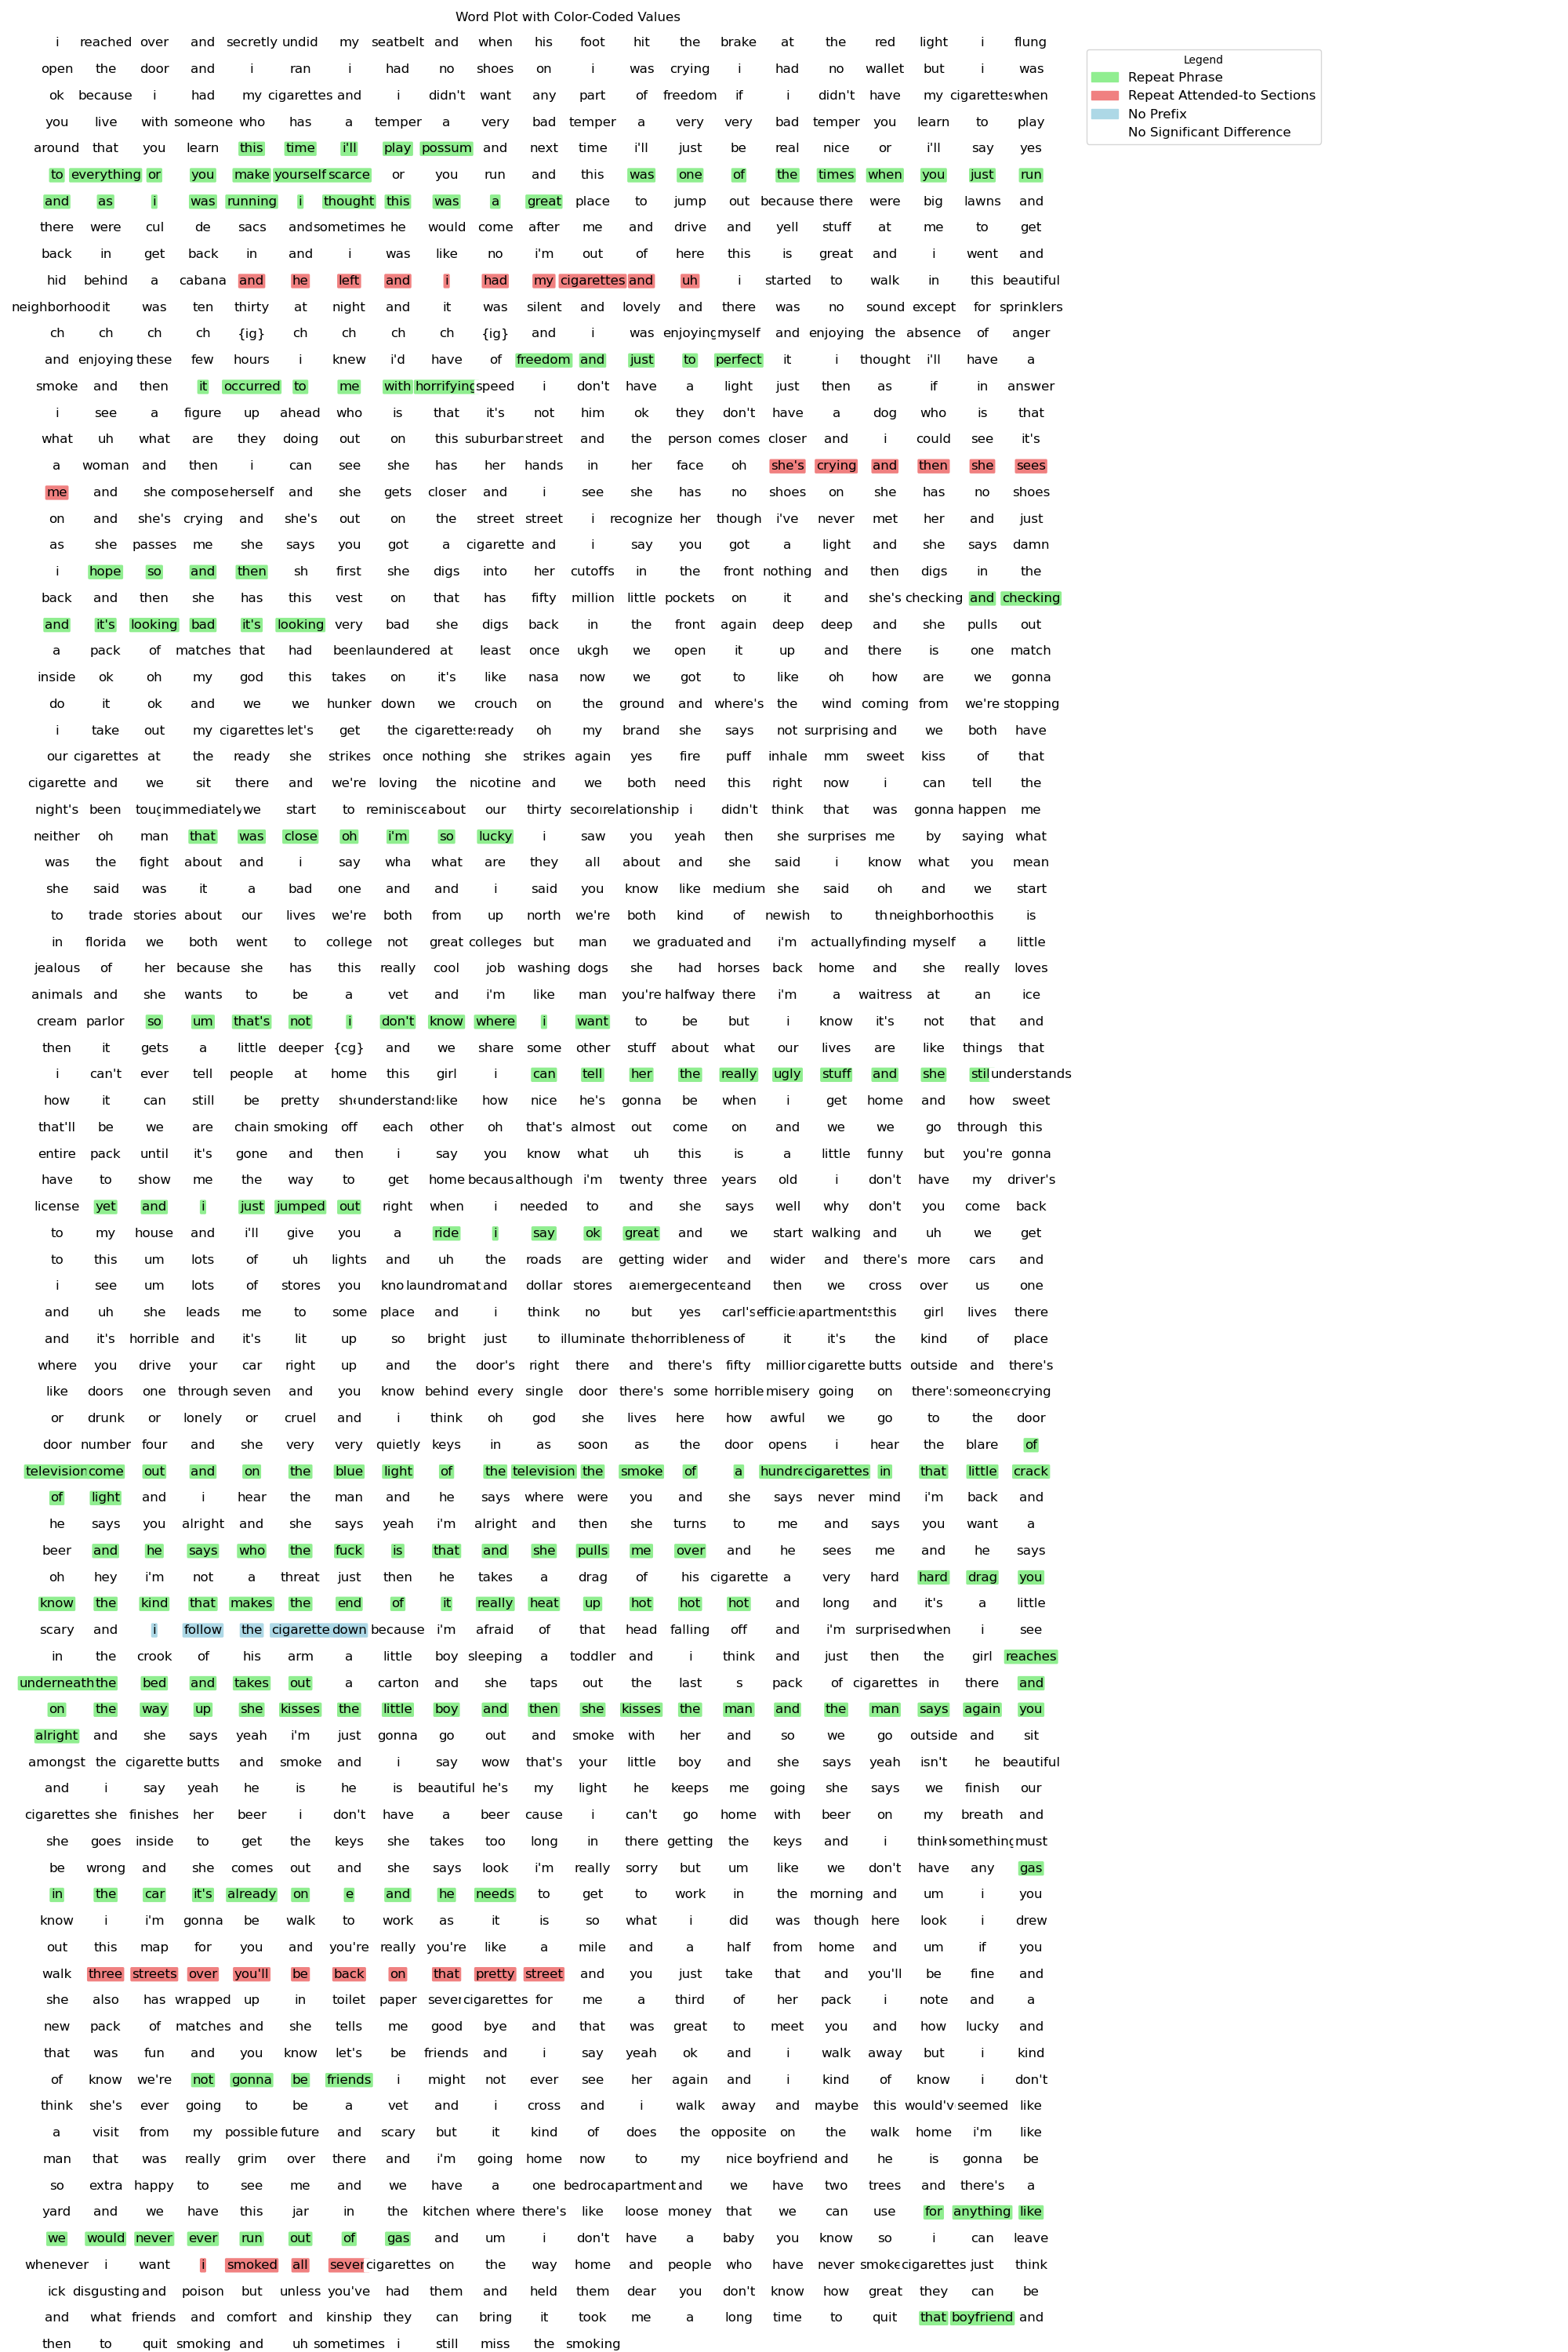 Word Plot with Color-Coded Values
i reached over and secretly undid my seatbelt and when his foot hit the brake at the red light i flung
open the door and i ran i had no shoes on i was crying i had no wallet but i was
ok because i had my cigarettes and i didn't want any part of freedom if i didn't have my cigarettes when
you live with someone who has a temper a very bad temper a very very bad temper you learn to play
around that you learn this time i'll play possum and next time i'll just be real nice or i'll say yes
to everything or you make yourself scarce or you run and this was one of the times when you just run
and as i was running i thought this was a great place to jump out because there were big lawns and
there were cul de sacs and sometimes he would come after me and drive and yell stuff at me to get
back in get back in and i was like no i'm out of here this is great and i went and
hid behind a cabana and he left and i had my cigarettes and uh i started to walk in this beautiful
neighborhood it was ten thirty at night and it was silent and lovely and there was no sound except for sprinklers
ch ch ch ch {ig} ch ch ch ch {ig} and i was enjoying myself and enjoying the absence of anger
and enjoying these few hours i knew i'd have of freedom and just to perfect it i thought i'll have a
smoke and then it occurred to me with horrifying speed i don't have a light just then as if in answer
i see a figure up ahead who is that it's not him ok they don't have a dog who is that
what uh what are they doing out on this suburban street and the person comes closer and i could see it's
a woman and then i can see she has her hands in her face oh she's crying and then she sees
me and she compose herself and she gets closer and i see she has no shoes on she has no shoes
on and she's crying and she's out on the street street i recognize her though i've never met her and just
as she passes me she says you got a cigarette and i say you got a light and she says damn
i hope so and then sh first she digs into her cutoffs in the front nothing and then digs in the
back and then she has this vest on that has fifty million little pockets on it and she's checking and checking
and it's looking bad it's looking very bad she digs back in the front again deep deep and she pulls out
a pack of matches that had been laundered at least once ukgh we open it up and there is one match
inside ok oh my god this takes on it's like nasa now we got to like oh how are we gonna
do it ok and we we hunker down we crouch on the ground and where's the wind coming from we're stopping
i take out my cigarettes let's get the cigarettes ready oh my brand she says not surprising and we both have
our cigarettes at the ready she strikes once nothing she strikes again yes fire puff inhale mm sweet kiss of that
cigarette and we sit there and we're loving the nicotine and we both need this right now i can tell the
night's been toug immediately we start to reminisce about our thirty secon relationship i didn't think that was gonna happen me
neither oh man that was close oh i'm so lucky i saw you yeah then she surprises me by saying what
was the fight about and i say wha what are they all about and she said i know what you mean
she said was it a bad one and and i said you know like medium she said oh and we start
to trade stories about our lives we're both from up north we're both kind of newish to th neighborhoo this is
in florida we both went to college not great colleges but man we graduated and i'm actually finding myself a little
jealous of her because she has this really cool job washing dogs she had horses back home and she really loves
animals and she wants to be a vet and i'm like man you're halfway there i'm a waitress at an ice
cream parlor so um that's not i don't know where i want to be but i know it's not that and
then it gets a little deeper {cg} and we share some other stuff about what our lives are like things that
i can't ever tell people at home this girl i can tell her the really ugly stuff and she stil understands
how it can still be pretty sh understands like how nice he's gonna be when i get home and how sweet
that'll be we are chain smoking off each other oh that's almost out come on and we we go through this
entire pack until it's gone and then i say you know what uh this is a little funny but you're gonna
have to show me the way to get home becaus although i'm twenty three years old i don't have my driver's
license yet and i just jumped out right when i needed to and she says well why don't you come back
to my house and i'll give you a ride i say ok great and we start walking and uh we get
to this um lots of uh lights and uh the roads are getting wider and wider and there's more cars and
i see um lots of stores you kno laundromat and dollar stores a emergecente and then we cross over us one
and uh she leads me to some place and i think no but yes carl's efficie apartments this girl lives there
and it's horrible and it's lit up so bright just to illuminate the horribleness of it it's the kind of place
where you drive your car right up and the door's right there and there's fifty million cigarette butts outside and there's
like doors one through seven and you know behind every single door there's some horrible misery going on there's someone crying
or drunk or lonely or cruel and i think oh god she lives here how awful we go to the door
door number four and she very very quietly keys in as soon as the door opens i hear the blare of
television come out and on the blue light of the television the smoke of a hundre cigarettes in that little crack
of light and i hear the man and he says where were you and she says never mind i'm back and
he says you alright and she says yeah i'm alright and then she turns to me and says you want a
beer and he says who the fuck is that and she pulls me over and he sees me and he says
oh hey i'm not a threat just then he takes a drag of his cigarette a very hard hard drag you
know the kind that makes the end of it really heat up hot hot hot and long and it's a little
scary and i follow the cigarette down because i'm afraid of that head falling off and i'm surprised when i see
in the crook of his arm a little boy sleeping a toddler and i think and just then the girl reaches
underneath the bed and takes out a carton and she taps out the last s pack of cigarettes in there and
on the way up she kisses the little boy and then she kisses the man and the man says again you
alright and she says yeah i'm just gonna go out and smoke with her and so we go outside and sit
amongst the cigarette butts and smoke and i say wow that's your little boy and she says yeah isn't he beautiful
and i say yeah he is he is beautiful he's my light he keeps me going she says we finish our
cigarettes she finishes her beer i don't have a beer cause i can't go home with beer on my breath and
she goes inside to get the keys she takes too long in there getting the keys and i think something must
be wrong and she comes out and she says look i'm really sorry but um like we don't have any gas
in the car it's already on e and he needs to get to work in the morning and um i you
know i i'm gonna be walk to work as it is so what i did was though here look i drew
out this map for you and you're really you're like a mile and a half from home and um if you
walk three streets over you'll be back on that pretty street and you just take that and you'll be fine and
she also has wrapped up in toilet paper seven cigarettes for me a third of her pack i note and a
new pack of matches and she tells me good bye and that was great to meet you and how lucky and
that was fun and you know let's be friends and i say yeah ok and i walk away but i kind
of know we're not gonna be friends i might not ever see her again and i kind of know i don't
think she's ever going to be a vet and i cross and i walk away and maybe this would'v seemed like
a visit from my possible future and scary but it kind of does the opposite on the walk home i'm like
man that was really grim over there and i'm going home now to my nice boyfriend and he is gonna be
so extra happy to see me and we have a one bedroo apartment and we have two trees and there's a
yard and we have this jar in the kitchen where there's like loose money that we can use for anything like
we would never ever run out of gas and um i don't have a baby you know so i can leave
whenever i want i smoked all seven cigarettes on the way home and people who have never smoke cigarettes just think
ick disgusting and poison but unless you've had them and held them dear you don't know how great they can be
and what friends and comfort and kinship they can bring it took me a long time to quit that boyfriend and
then to quit smoking and uh sometimes i still miss the smoking
Legend
Repeat Phrase
Repeat Attended-to Sections
No Prefix
No Significant Difference